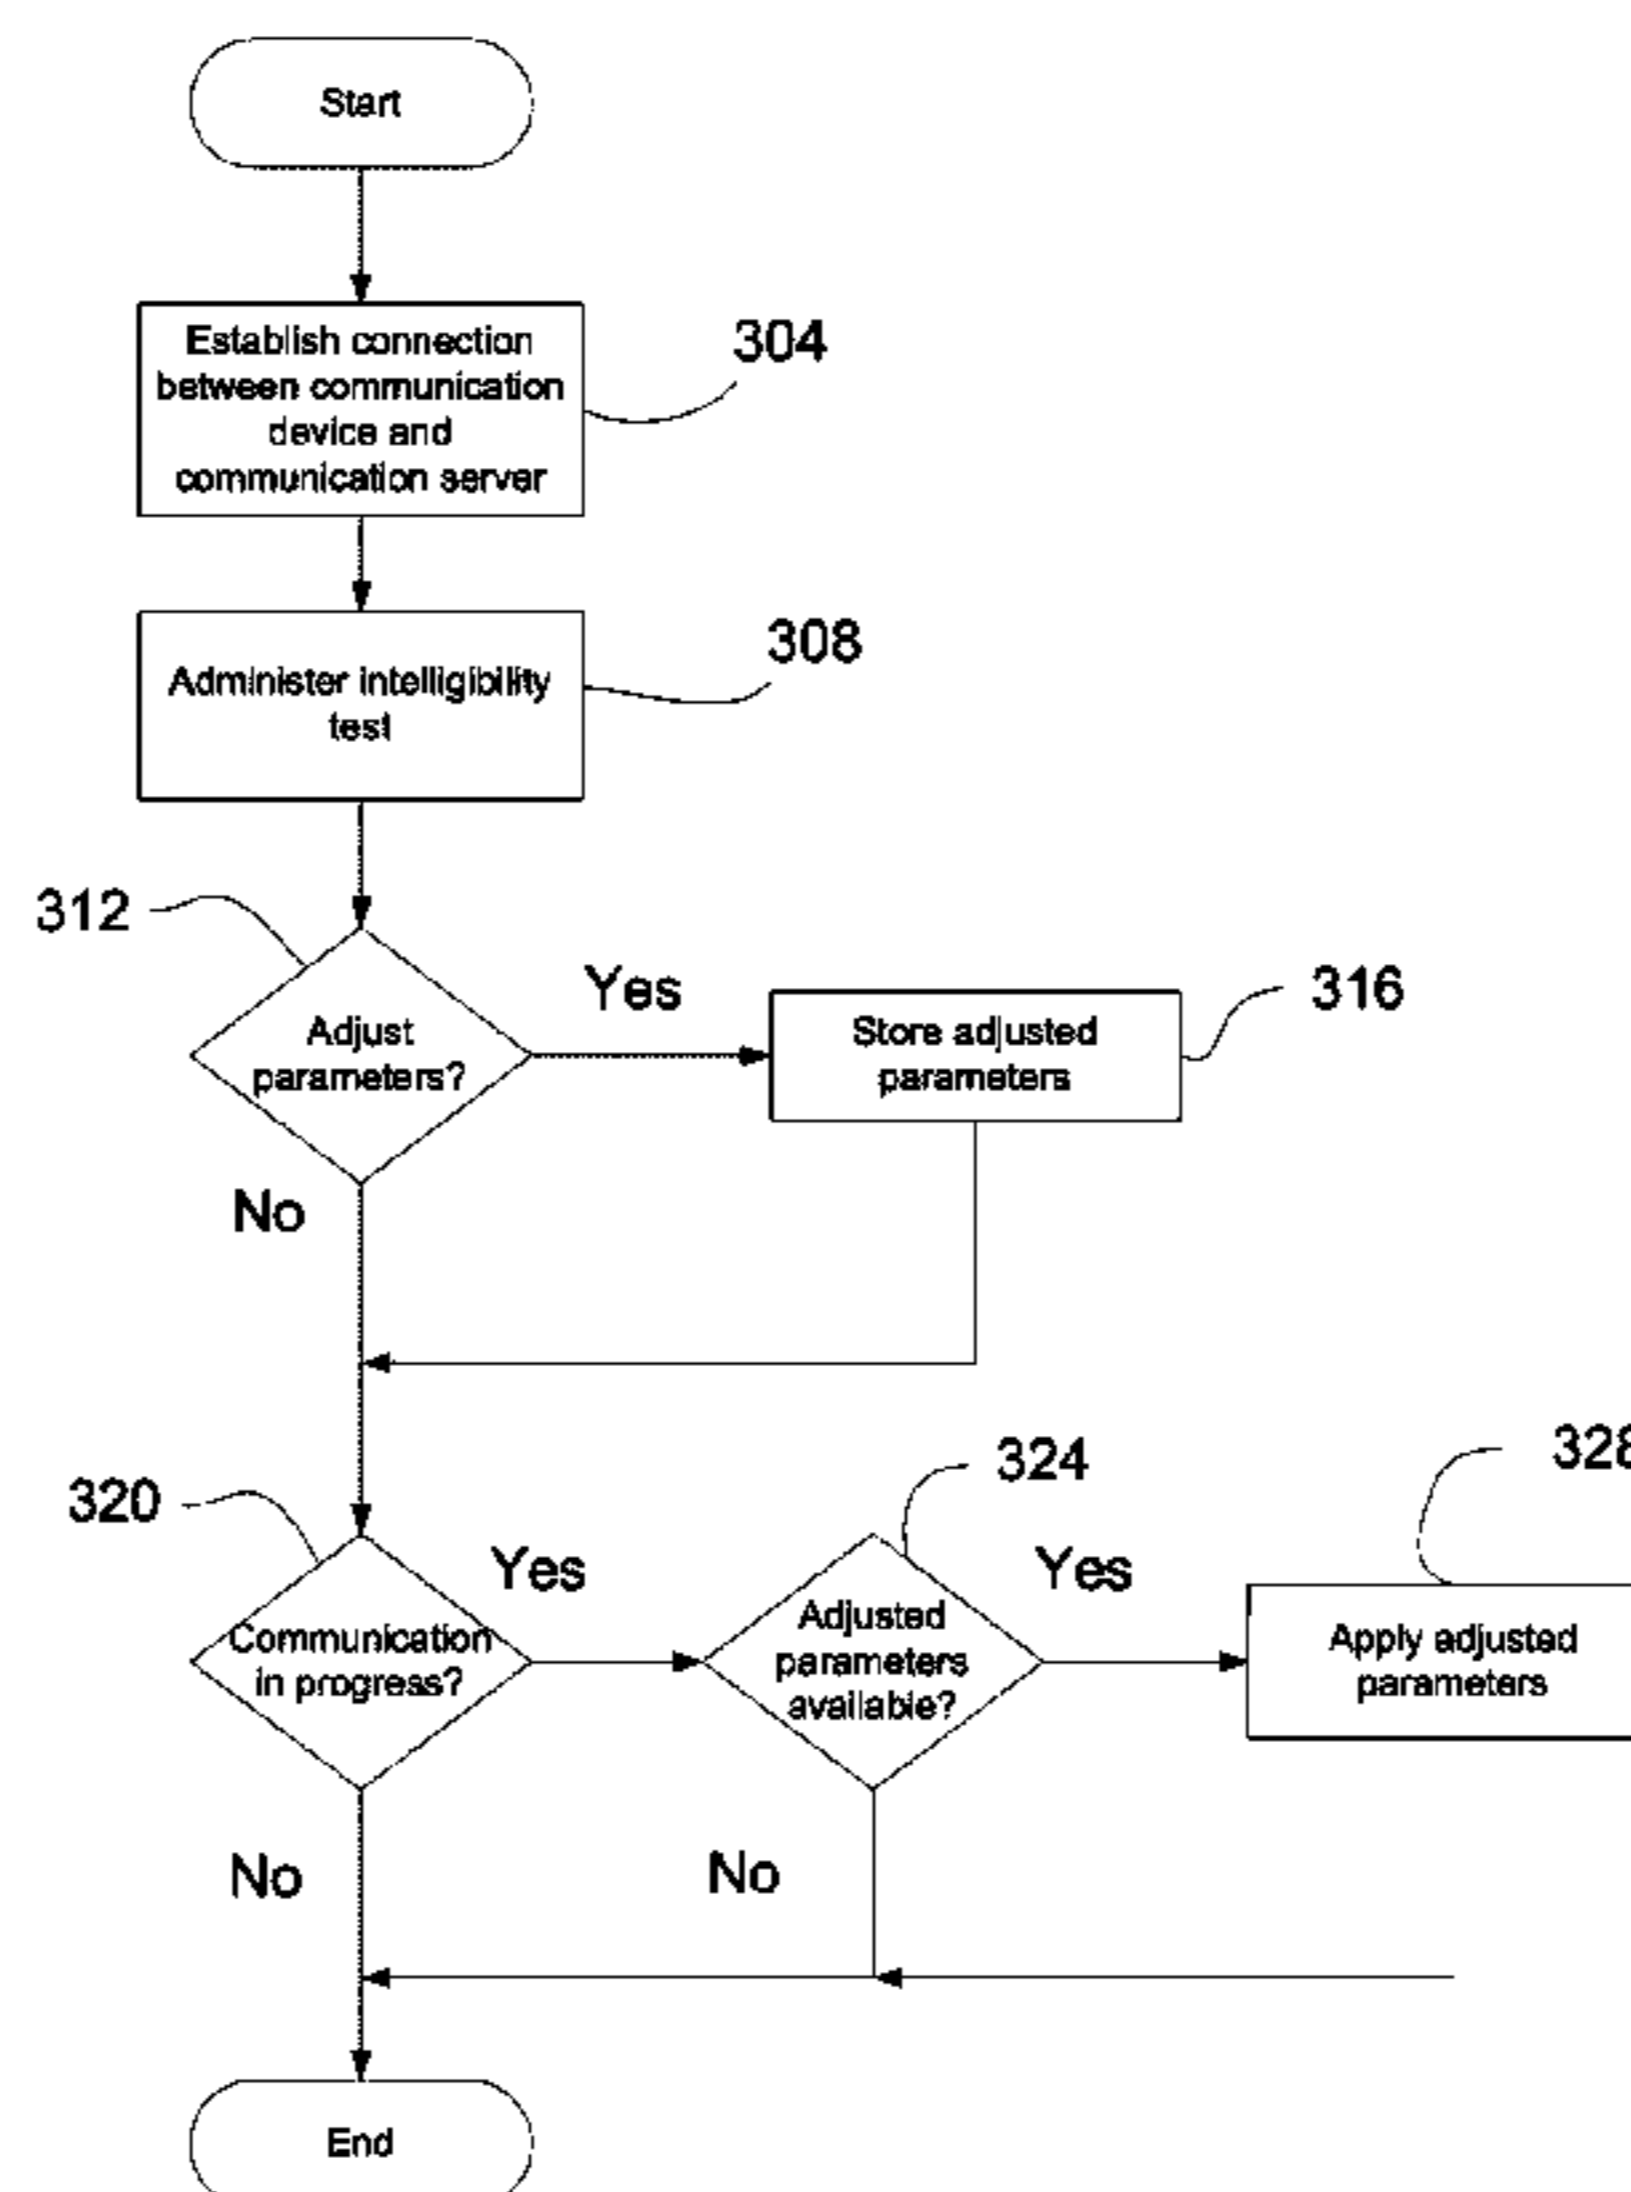 Start
Establish connection
between communication
device and
communication server
304
Administer intelligibility
test
308
312
Adjust
parameters?
Yes
Store adjusted
parameters
316
No
320
Communication
in progress?
Yes
324
Adjusted
parameters
available?
Yes
328
Apply adjusted
parameters
No
No
End